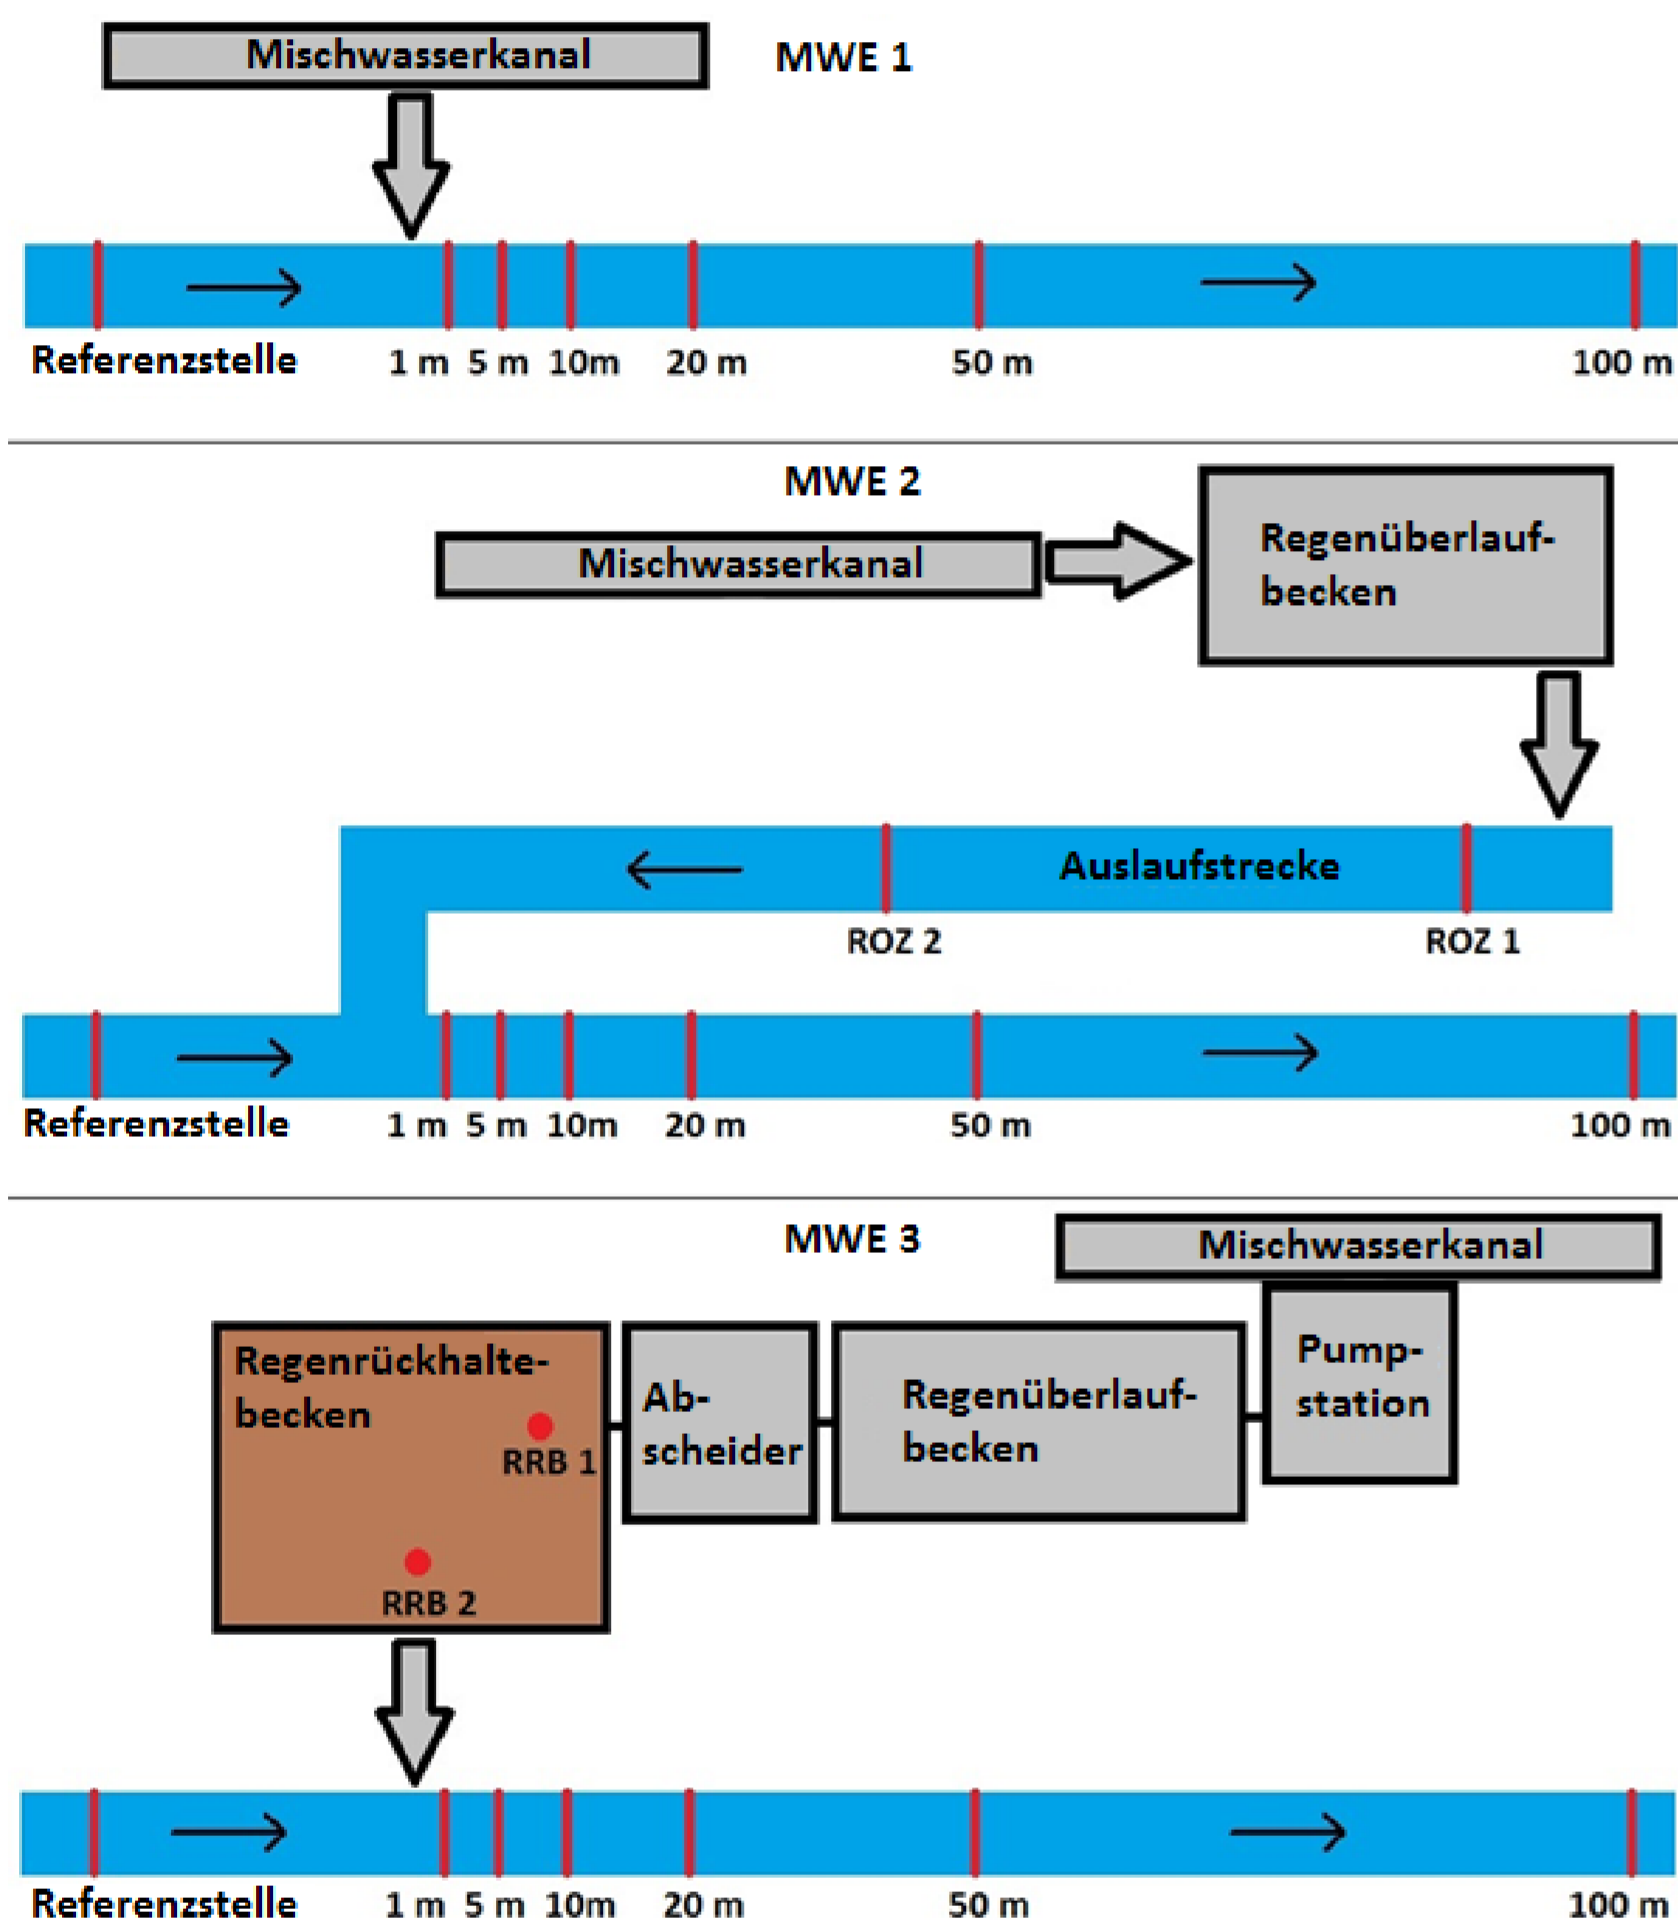 Mischwasserkanal
MWE 1
Referenzstelle 1 m 5 m 10m 20 m 50 m 100 m
MWE 2
Mischwasserkanal
Regenüberlauf-
becken
Auslaufstrecke
ROZ 2 ROZ 1
Referenzstelle 1 m 5 m 10m 20 m 50 m 100 m
MWE 3
Mischwasserkanal
Regenrückhalte-
becken
RRB 1
RRB 2
Ab-
scheider
Regenüberlauf-
becken
Pump-
station
Referenzstelle 1 m 5 m 10m 20 m 50 m 100 m